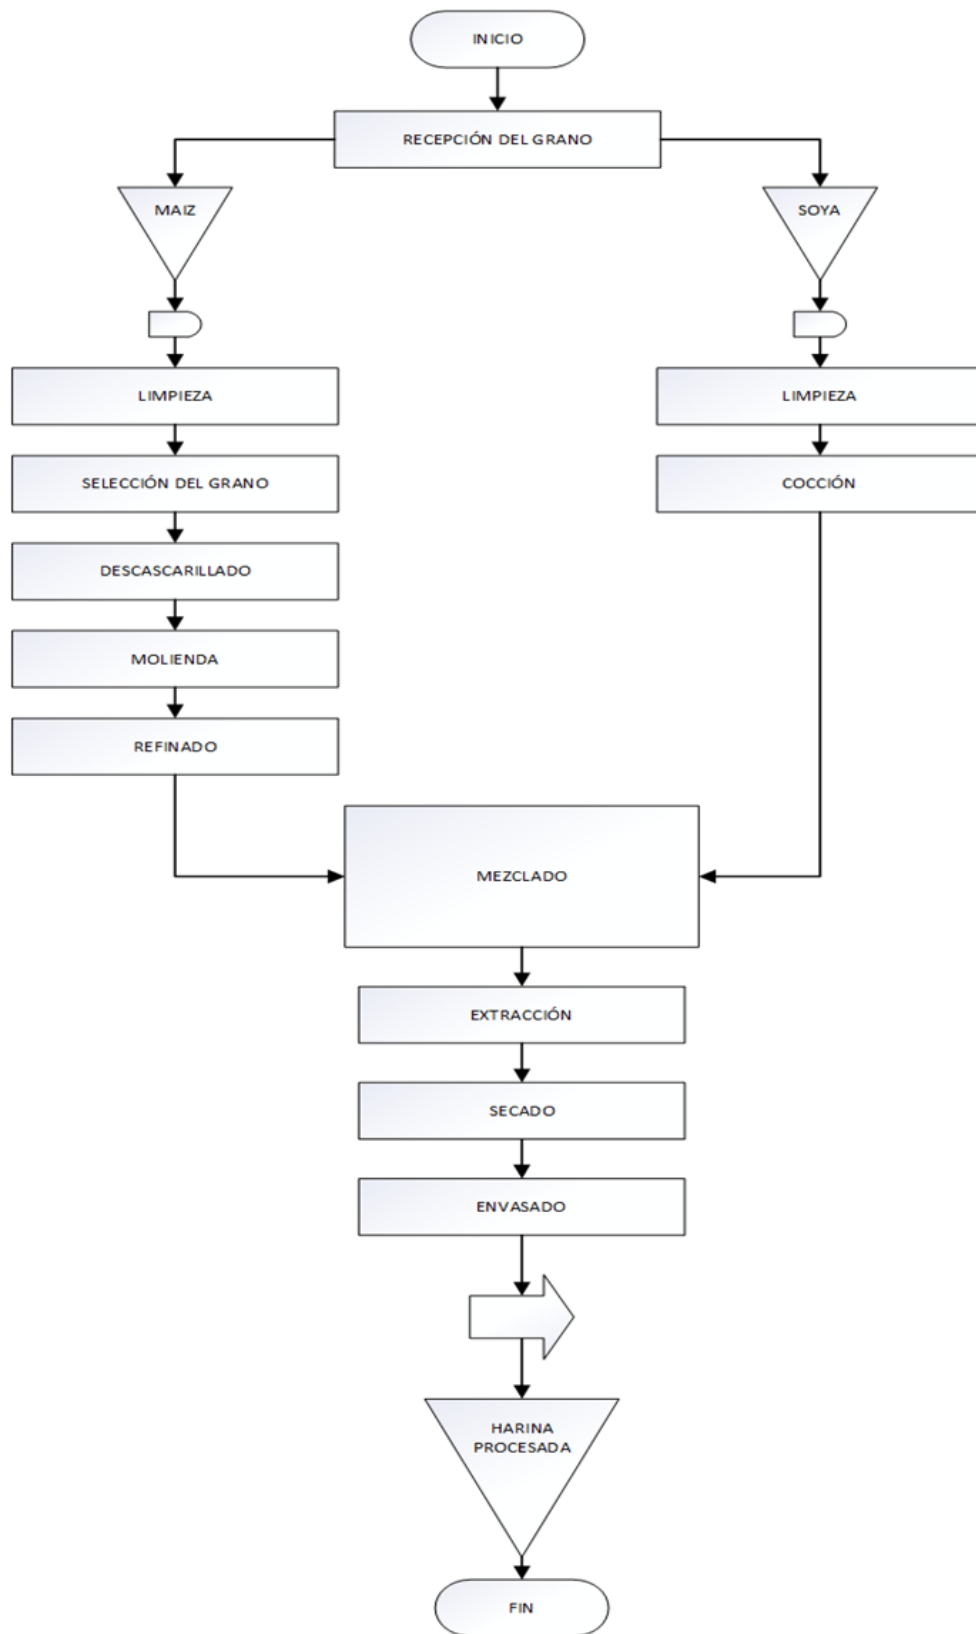 INICIO
RECEPCIÓN DEL GRANO
MAIZ
SOYA
LIMPIEZA
LIMPIEZA
SELECCIÓN DEL GRANO
COCCIÓN
DESCASCARILLADO
MOLIENDA
REFINADO
MEZCLADO
EXTRACCIÓN
SECADO
ENVASADO
HARINA
PROCESADA
FIN